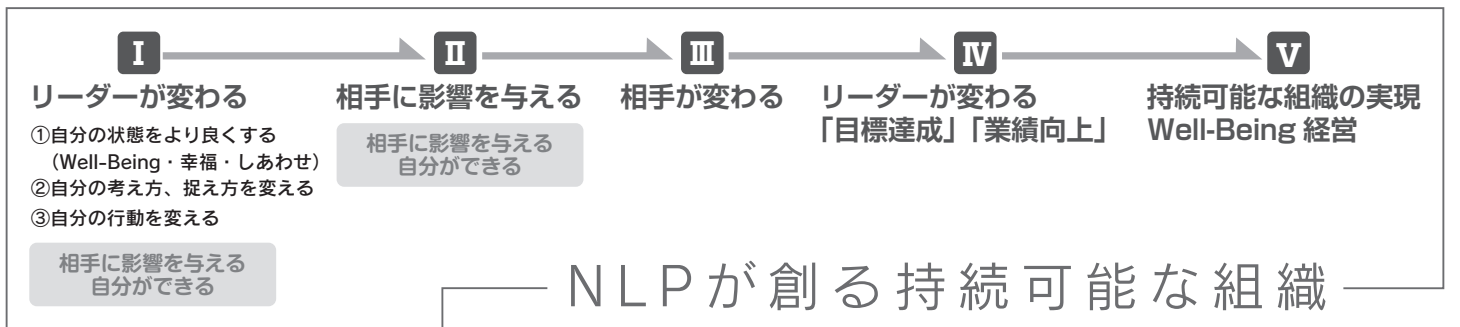 Ⅰ
リーダーが変わる
①自分の状態をより良くする
（Well-Being・幸福・しあわせ）
②自分の考え方、捉え方を変える
③自分の行動を変える
相手に影響を与える
自分ができる
Ⅱ
相手に影響を与える
相手に影響を与える
自分ができる
Ⅲ
相手が変わる
Ⅳ
リーダーが変わる
「目標達成」「業績向上」
Ⅴ
持続可能な組織の実現
Well-Being 経営
NLPが創る持続可能な組織